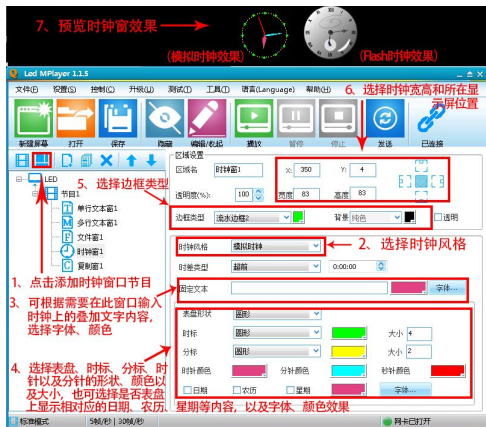 7、预览时钟窗效果
(模拟时钟效果)
(Flash时钟效果)
Led MPlayer 1.1.5
文件(F) 设置(S) 控制(C) 升级(U) 测试(T) 工具(I) 语言(Language) 帮助(H)
6、选择时钟宽高和所在显
示屏位置
新建屏幕 打开 保存 隐藏 编辑/收起 播放 暂停 停止 发送 已连接
区域设置
区域名 时钟窗1 X: 350 Y: 4
透明度(%): 100 宽度 83 高度 83
LED
节目1
单行文本窗1
多行文本窗1
文件窗1
时钟窗1
复制窗1
5、选择边框类型
边框类型 流水边框2 背景 纯色 透明
时钟风格 模拟时钟
2、选择时钟风格
时差类型 超前 0:00:00
1、点击添加时钟窗口节目
固定文本 字体...
3、可根据需要在此窗口输入
时钟上的叠加文字内容,
选择字体、颜色
表盘形状 圆形
时标 圆形 大小 4
分标 圆形 大小 2
时针颜色 分针颜色 秒针颜色
日期 农历 星期 字体...
4、选择表盘、时标、分标、时
针以及分针的形状、颜色以
及大小，也可选择是否表盘
上显示相对应的日期、农历、星期等内容，以及字体、颜色效果
标准模式 5帧/秒 | 30帧/秒 网卡已打开